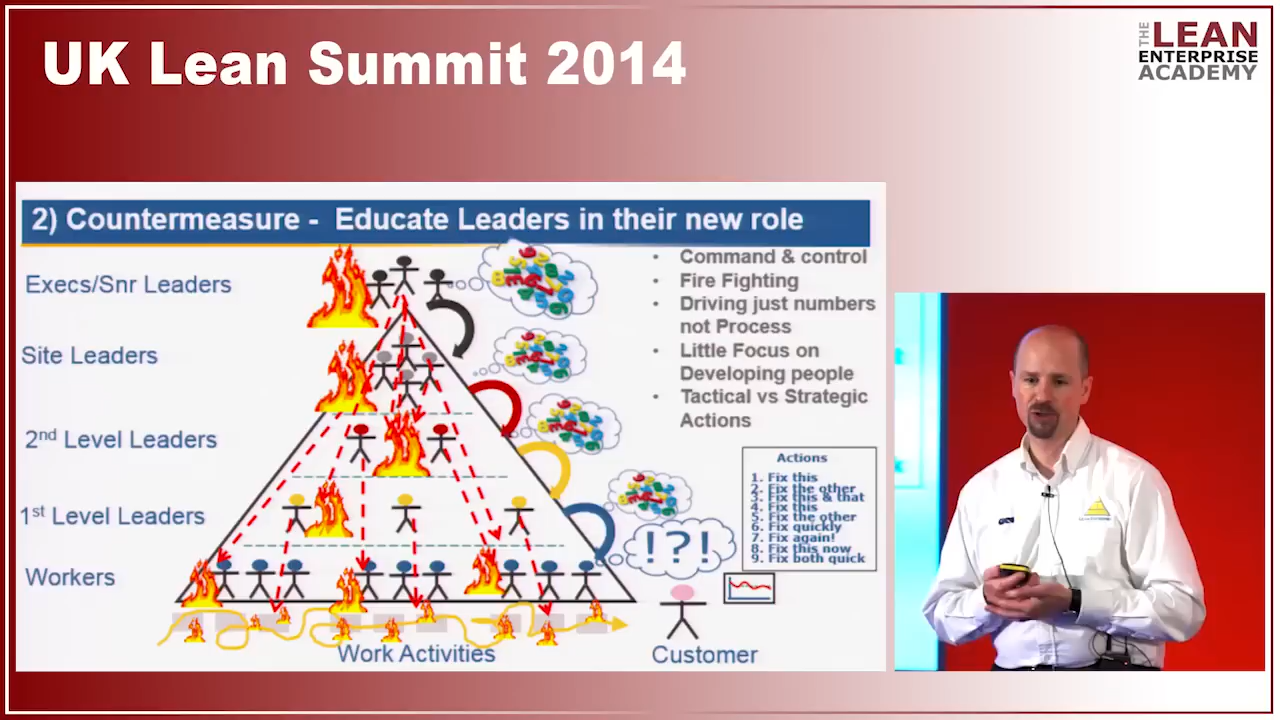 UK Lean Summit 2014
THE LEAN
ENTERPRISE
ACADEMY
2) Countermeasure - Educate Leaders in their new role
Execs/Snr Leaders
Site Leaders
2nd Level Leaders
1st Level Leaders
Workers
• Command & control
• Fire Fighting
• Driving just numbers
not Process
• Little Focus on
Developing people
• Tactical vs Strategic
Actions
Actions
1. Fix this
2. Fix the other
3. Fix this & that
4. Fix this
5. Fix the other
6. Fix quickly
7. Fix again!
8. Fix this now
9. Fix both quick
!?!
Work Activities
Customer